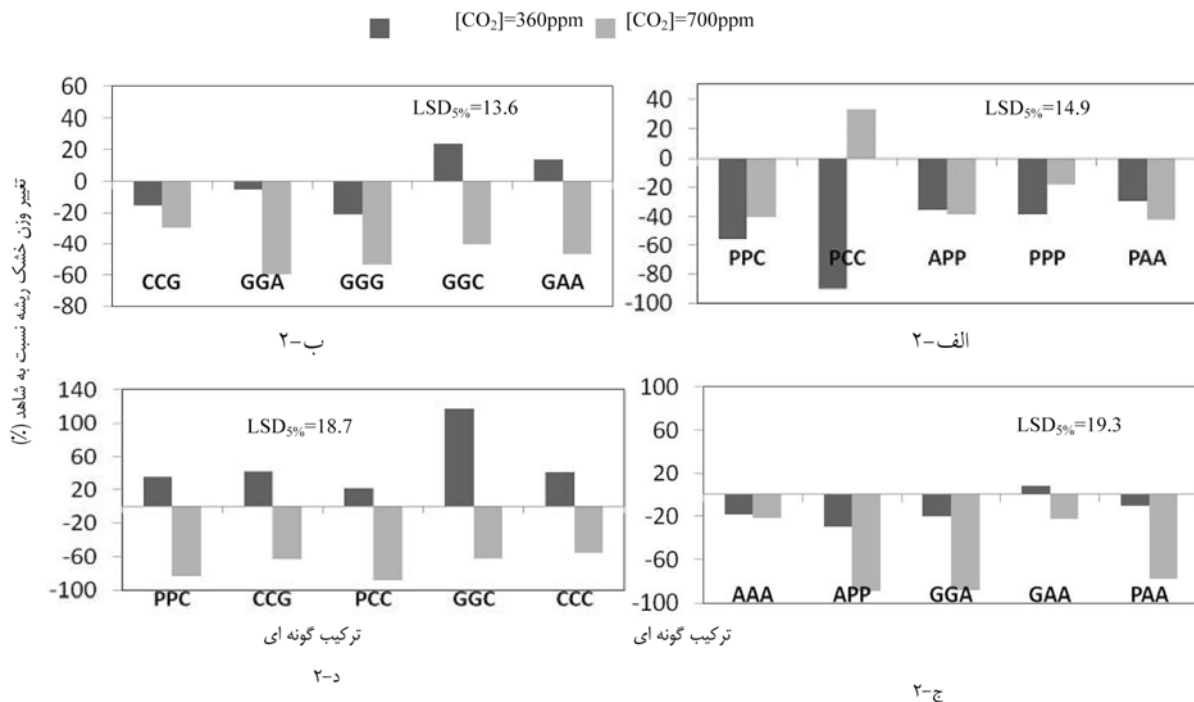 [CO₂]=360ppm [CO₂]=700ppm
تغییر وزن خشک ریشه نسبت به شاهد (٪)
60
40
20
0
-20
-40
-60
-80
LSD5%=13.6
CCG GGA GGG GGC GAA
۲-ب
40
20
0
-20
-40
-60
-80
-100
LSD5%=14.9
PPC PCC APP PPP PAA
۲-الف
140
100
60
20
-20
-60
-100
LSD5%=18.7
PPC CCG PCC GGC CCC
ترکیب گونه ای
۲-د
100
60
20
-20
-60
-100
LSD5%=19.3
AAA APP GGA GAA PAA
ترکیب گونه ای
۲-ج